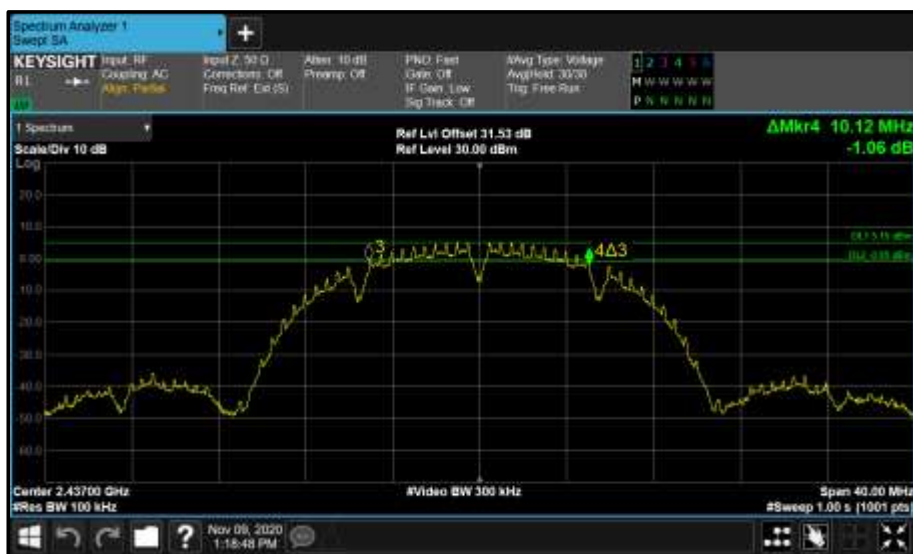 Spectrum Analyzer 1
Swept SA
+
KEYSIGHT
R L
Input: RF
Coupling: AC
Align: Partial
Input Z: 50 Ω
Corrections: Off
Freq Ref: Ext (S)
Atten: 10 dB
Preamp: Off
PNO: Fast
Gate: Off
IF Gain: Low
Sig Track: Off
#Avg Type: Voltage
Avg|Hold: 30/30
Trig: Free Run
1 2 3 4 5 6
M W W W W W
P N N N N N
1 Spectrum
Scale/Div 10 dB
Log
Ref Lvl Offset 31.53 dB
Ref Level 30.00 dBm
ΔMkr4 10.12 MHz
-1.06 dB
20.0
10.0
0.00
-10.0
-20.0
-30.0
-40.0
-50.0
-60.0
3
4Δ3
Center 2.43700 GHz
#Res BW 100 kHz
#Video BW 300 kHz
Span 40.00 MHz
#Sweep 1.00 s (1001 pts)
?
Nov 09, 2020
1:18:48 PM